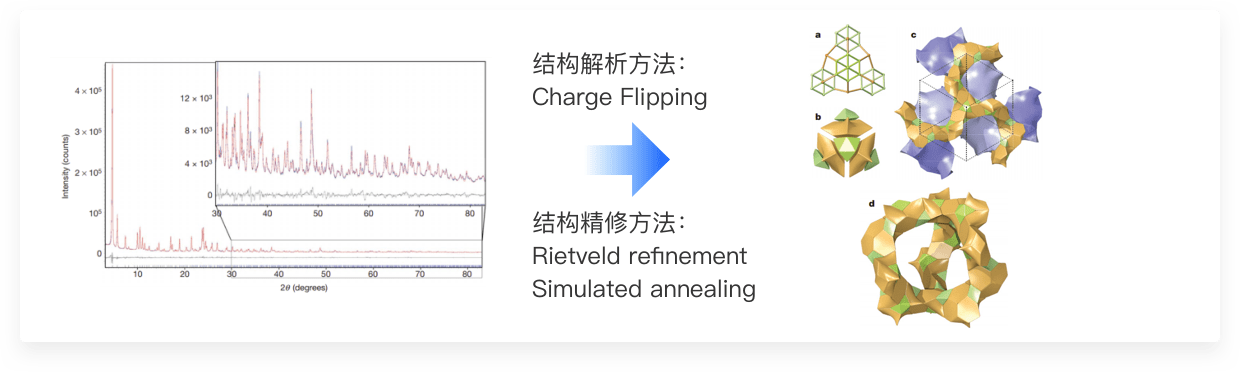 4 × 10⁵
3 × 10⁵
2 × 10⁵
10⁵
0
Intensity (counts)
10
20
30
40
50
60
70
80
2θ (degrees)
12 × 10³
8 × 10³
4 × 10³
0
30
40
50
60
70
80
结构解析方法：
Charge Flipping
结构精修方法：
Rietveld refinement
Simulated annealing
a
b
c
d